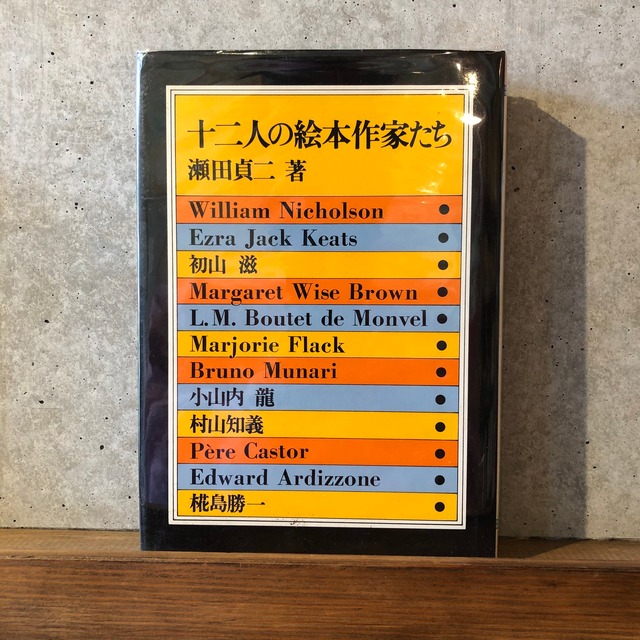 十二人の絵本作家たち
瀬田貞二 著
William Nicholson ●
Ezra Jack Keats ●
初山 滋 ●
Margaret Wise Brown ●
L.M. Boutet de Monvel ●
Marjorie Flack ●
Bruno Munari ●
小山内 龍 ●
村山知義 ●
Père Castor ●
Edward Ardizzone ●
椛島勝一 ●